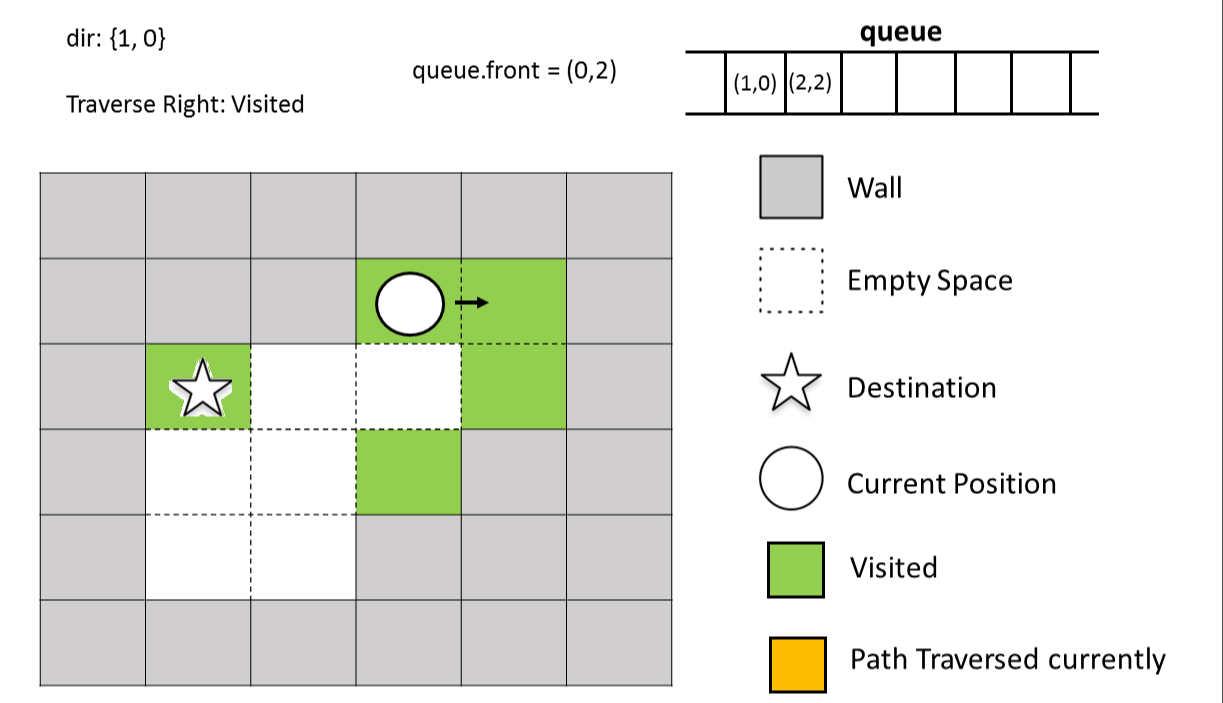 dir: {1, 0}
queue.front = (0,2)
Traverse Right: Visited
queue
(1,0) (2,2)
Wall
Empty Space
Destination
Current Position
Visited
Path Traversed currently